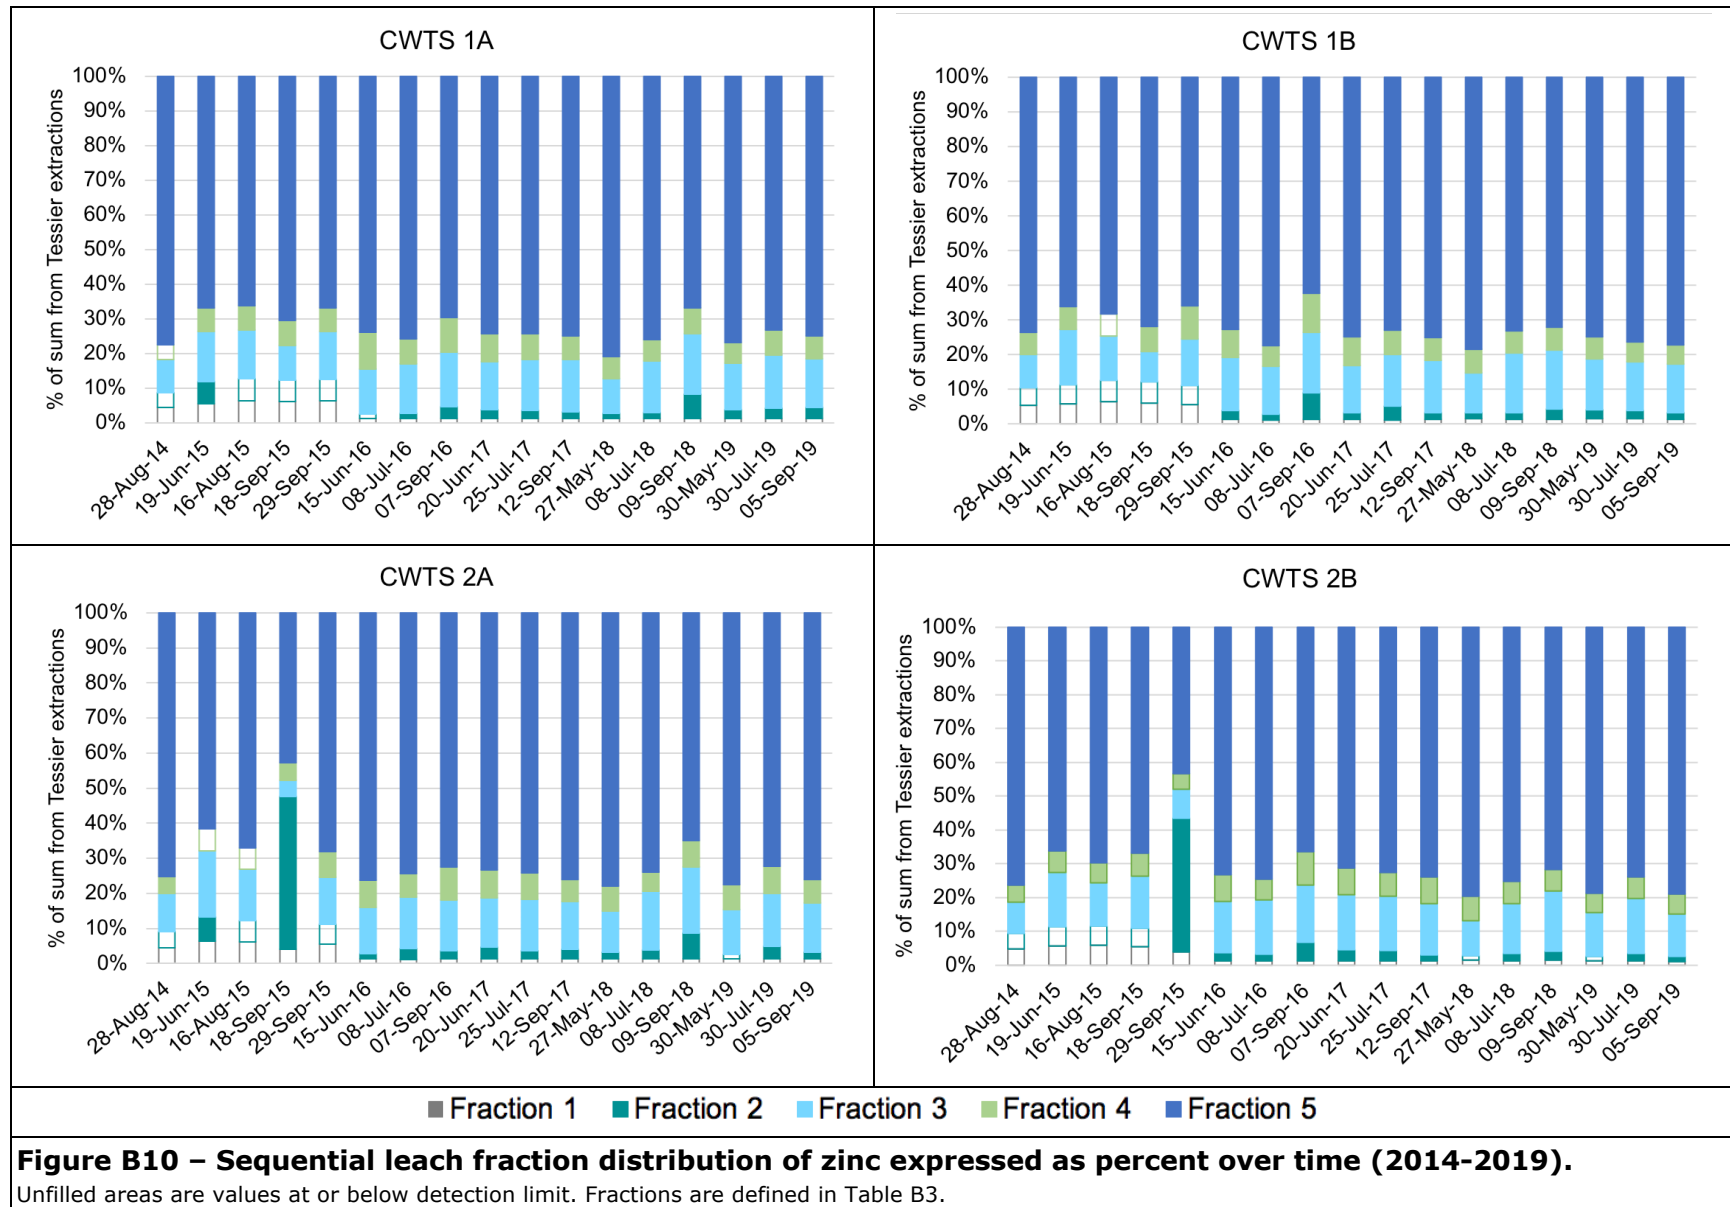 CWTS 1A
% of sum from Tessier extractions
100%
90%
80%
70%
60%
50%
40%
30%
20%
10%
0%
28-Aug-14
19-Jun-15
16-Aug-15
18-Sep-15
29-Sep-15
15-Jun-16
08-Jul-16
07-Sep-16
20-Jun-17
25-Jul-17
12-Sep-17
27-May-18
08-Jul-18
09-Sep-18
30-May-19
30-Jul-19
05-Sep-19
CWTS 1B
% of sum from Tessier extractions
100%
90%
80%
70%
60%
50%
40%
30%
20%
10%
0%
28-Aug-14
19-Jun-15
16-Aug-15
18-Sep-15
29-Sep-15
15-Jun-16
08-Jul-16
07-Sep-16
20-Jun-17
25-Jul-17
12-Sep-17
27-May-18
08-Jul-18
09-Sep-18
30-May-19
30-Jul-19
05-Sep-19
CWTS 2A
% of sum from Tessier extractions
100%
90%
80%
70%
60%
50%
40%
30%
20%
10%
0%
28-Aug-14
19-Jun-15
16-Aug-15
18-Sep-15
29-Sep-15
15-Jun-16
08-Jul-16
07-Sep-16
20-Jun-17
25-Jul-17
12-Sep-17
27-May-18
08-Jul-18
09-Sep-18
30-May-19
30-Jul-19
05-Sep-19
CWTS 2B
% of sum from Tessier extractions
100%
90%
80%
70%
60%
50%
40%
30%
20%
10%
0%
28-Aug-14
19-Jun-15
16-Aug-15
18-Sep-15
29-Sep-15
15-Jun-16
08-Jul-16
07-Sep-16
20-Jun-17
25-Jul-17
12-Sep-17
27-May-18
08-Jul-18
09-Sep-18
30-May-19
30-Jul-19
05-Sep-19
Fraction 1 Fraction 2 Fraction 3 Fraction 4 Fraction 5
Figure B10 – Sequential leach fraction distribution of zinc expressed as percent over time (2014-2019).
Unfilled areas are values at or below detection limit. Fractions are defined in Table B3.